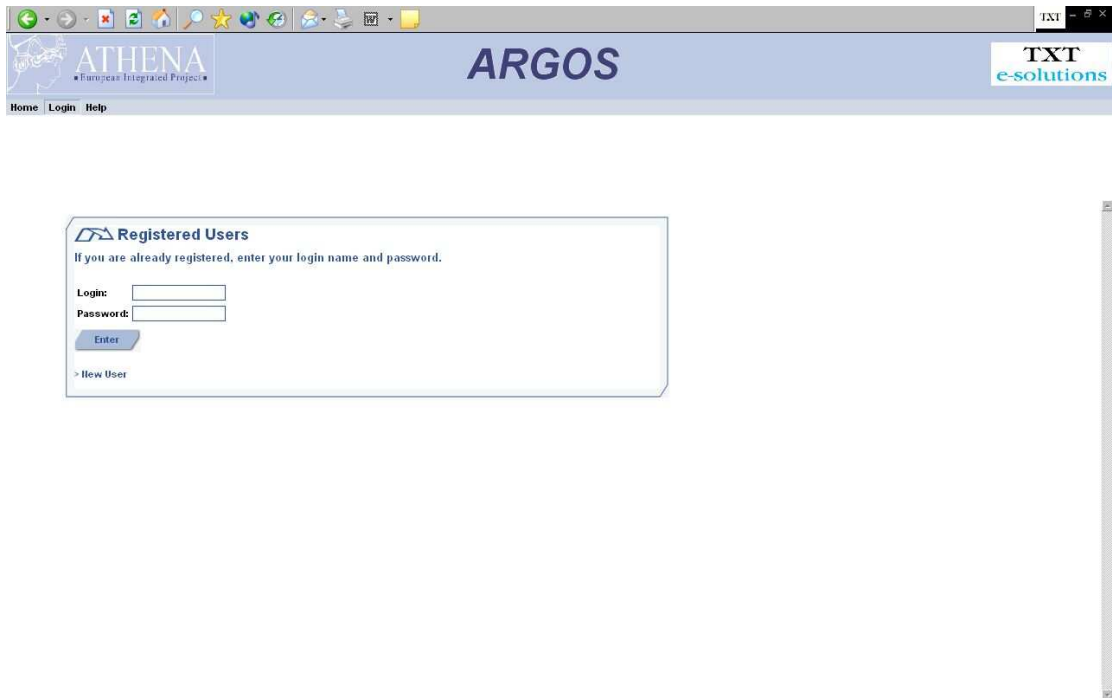 TXT
ATHENA
European Integrated Project
ARGOS
TXT
e-solutions
Home Login Help
Registered Users
If you are already registered, enter your login name and password.
Login:
Password:
Enter
> New User